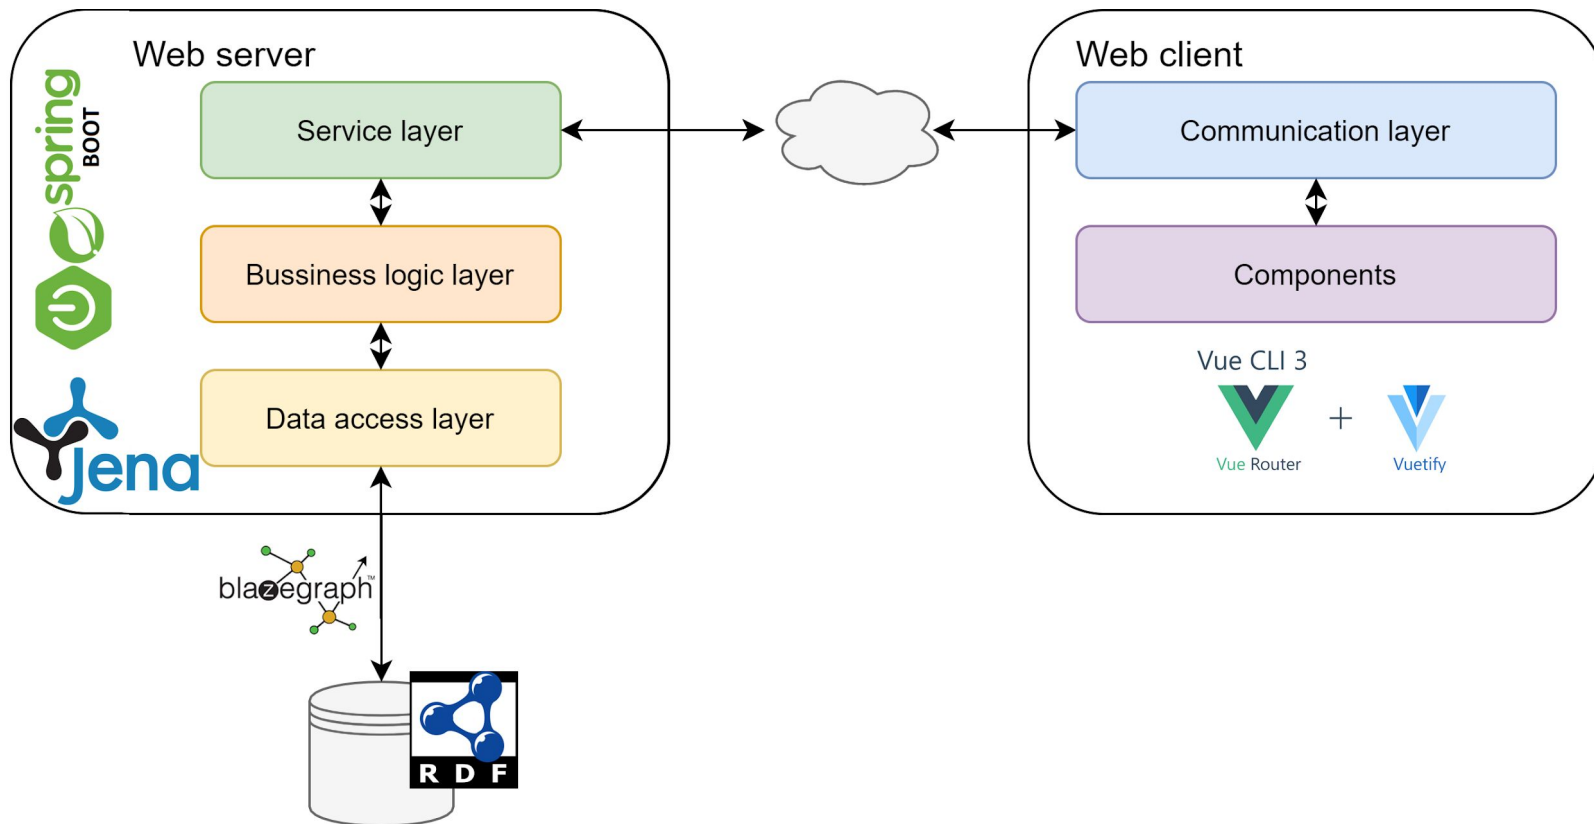 Web server
spring
BOOT
Service layer
Bussiness logic layer
Data access layer
Jena
blazegraph™
RDF
Web client
Communication layer
Components
Vue CLI 3
+
Vue Router
Vuetify